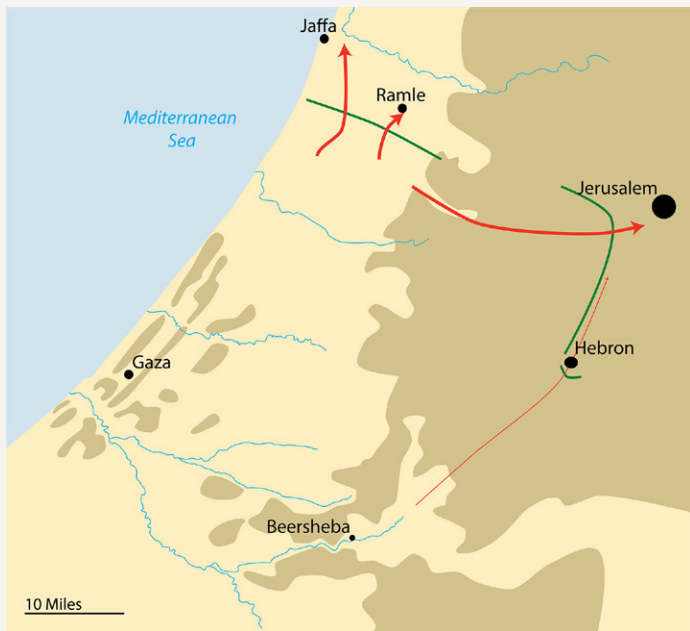 Jaffa
Ramle
Mediterranean
Sea
Jerusalem
Hebron
Gaza
Beersheba
10 Miles